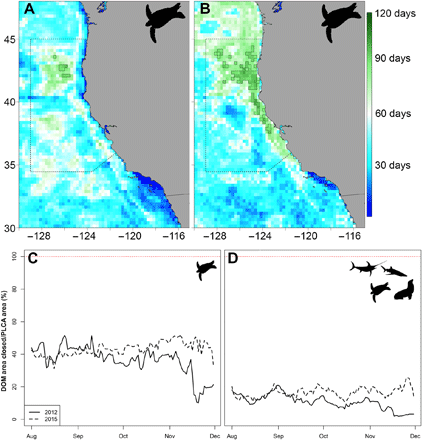 A
B
120 days
90 days
60 days
30 days
45
40
35
30
−128
−124
−120
−116
−128
−124
−120
−116
C
D
DOM area closed/PLCA area (%)
100
80
60
40
20
0
2012
2015
Aug
Sep
Oct
Nov
Dec
Aug
Sep
Oct
Nov
Dec